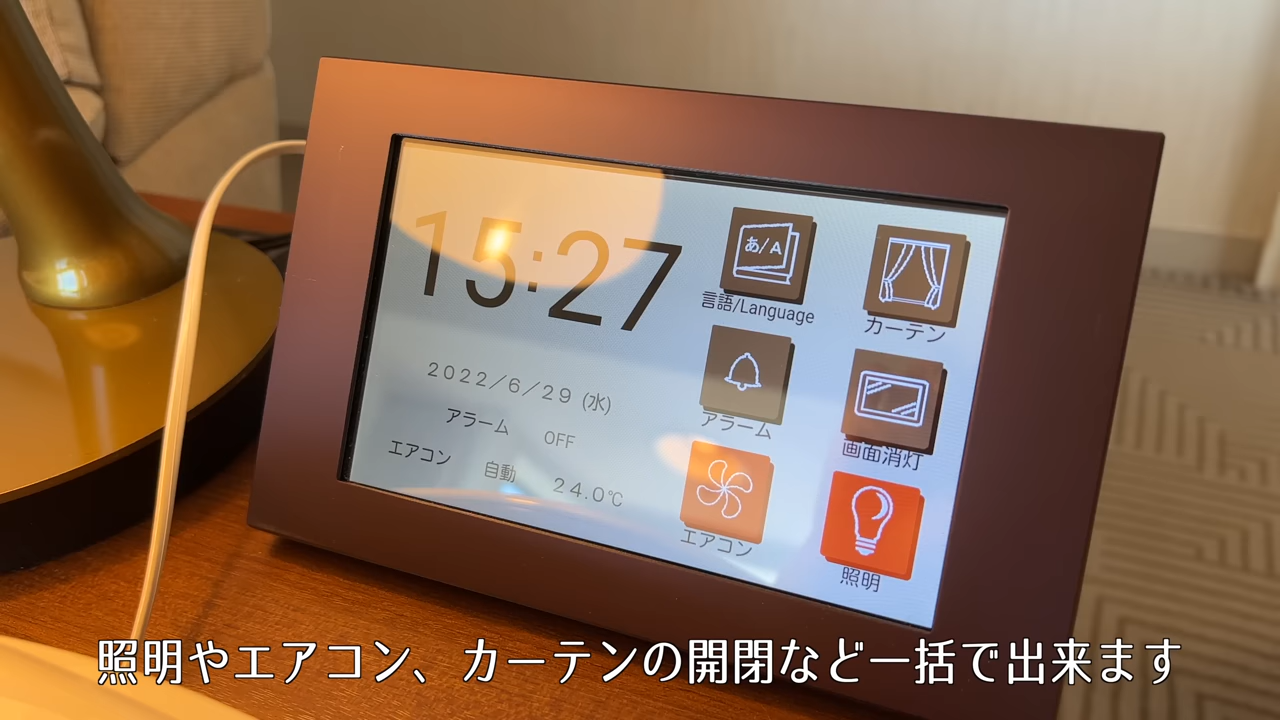 15:27
2022/6/29 (水)
アラーム OFF
エアコン 自動 24.0℃
あ/A
言語/Language
カーテン
アラーム
画面消灯
エアコン
照明
照明やエアコン、カーテンの開閉など一括で出来ます